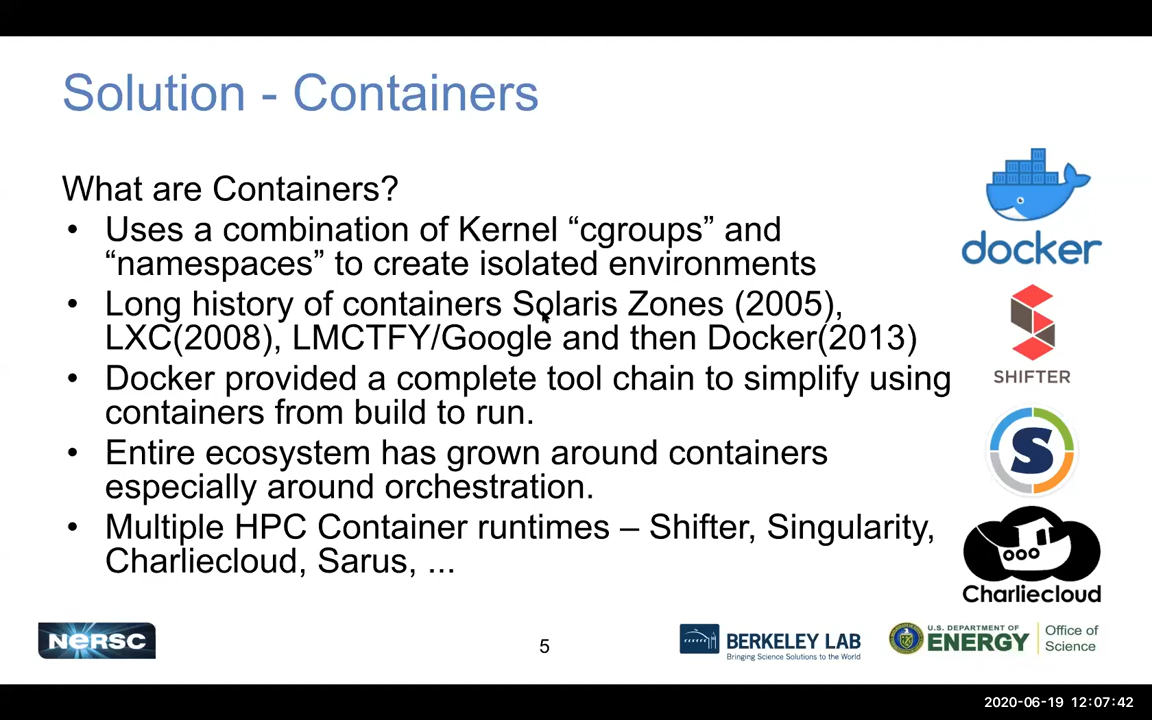 Solution - Containers
What are Containers?
• Uses a combination of Kernel “cgroups” and
“namespaces” to create isolated environments
• Long history of containers Solaris Zones (2005),
LXC(2008), LMCTFY/Google and then Docker(2013)
• Docker provided a complete tool chain to simplify using
containers from build to run.
• Entire ecosystem has grown around containers
especially around orchestration.
• Multiple HPC Container runtimes – Shifter, Singularity,
Charliecloud, Sarus, ...
docker
SHIFTER
S
Charliecloud
NERSC
5
BERKELEY LAB
Bringing Science Solutions to the World
U.S. DEPARTMENT OF
ENERGY
Office of
Science
2020-06-19 12:07:42